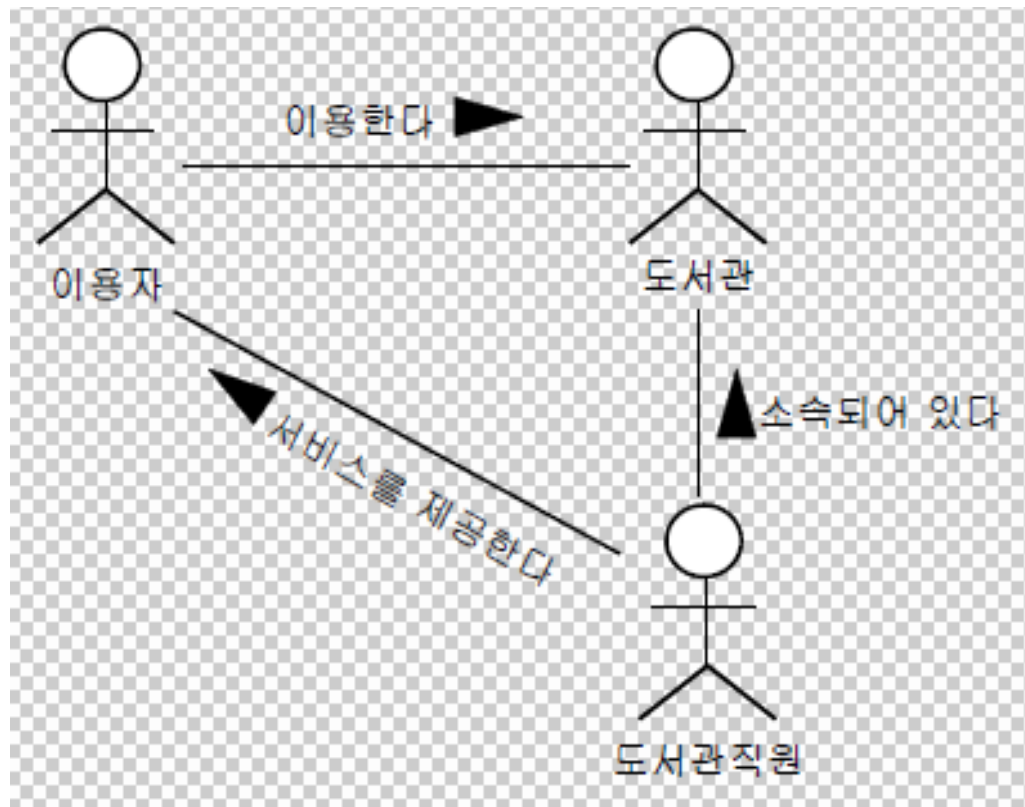 이용한다
이용자
도서관
소속되어 있다
서비스를 제공한다
도서관직원